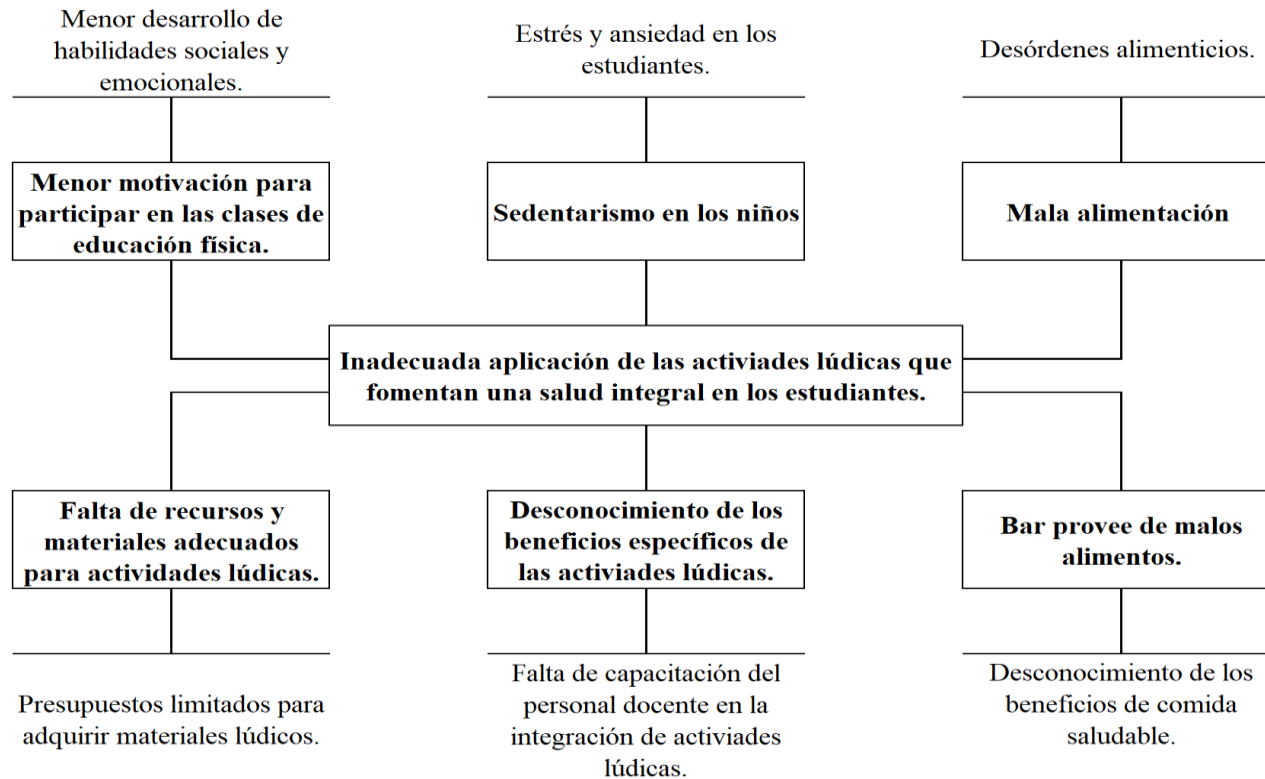 Menor desarrollo de
habilidades sociales y
emocionales.
Estrés y ansiedad en los
estudiantes.
Desórdenes alimenticios.
Menor motivación para
participar en las clases de
educación física.
Sedentarismo en los niños
Mala alimentación
Inadecuada aplicación de las activiades lúdicas que
fomentan una salud integral en los estudiantes.
Falta de recursos y
materiales adecuados
para actividades lúdicas.
Desconocimiento de los
beneficios específicos de
las activiades lúdicas.
Bar provee de malos
alimentos.
Presupuestos limitados para
adquirir materiales lúdicos.
Falta de capacitación del
personal docente en la
integración de activiades
lúdicas.
Desconocimiento de los
beneficios de comida
saludable.